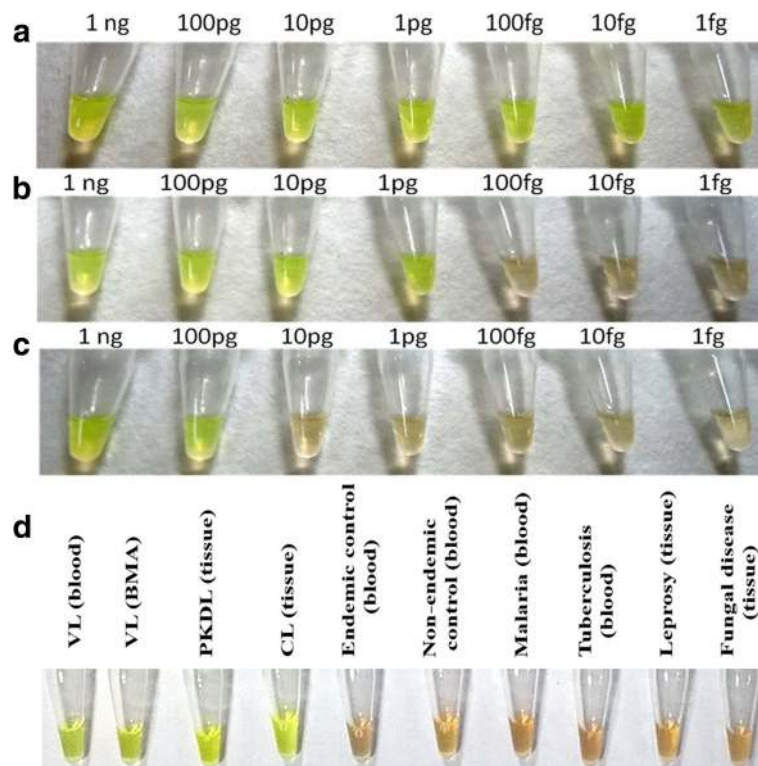 a
1 ng 100pg 10pg 1pg 100fg 10fg 1fg
b
1 ng 100pg 10pg 1pg 100fg 10fg 1fg
c
1 ng 100pg 10pg 1pg 100fg 10fg 1fg
d
VL (blood)
VL (BMA)
PKDL (tissue)
CL (tissue)
Endemic control
(blood)
Non-endemic
control (blood)
Malaria (blood)
Tuberculosis
(blood)
Leprosy (tissue)
Fungal disease
(tissue)